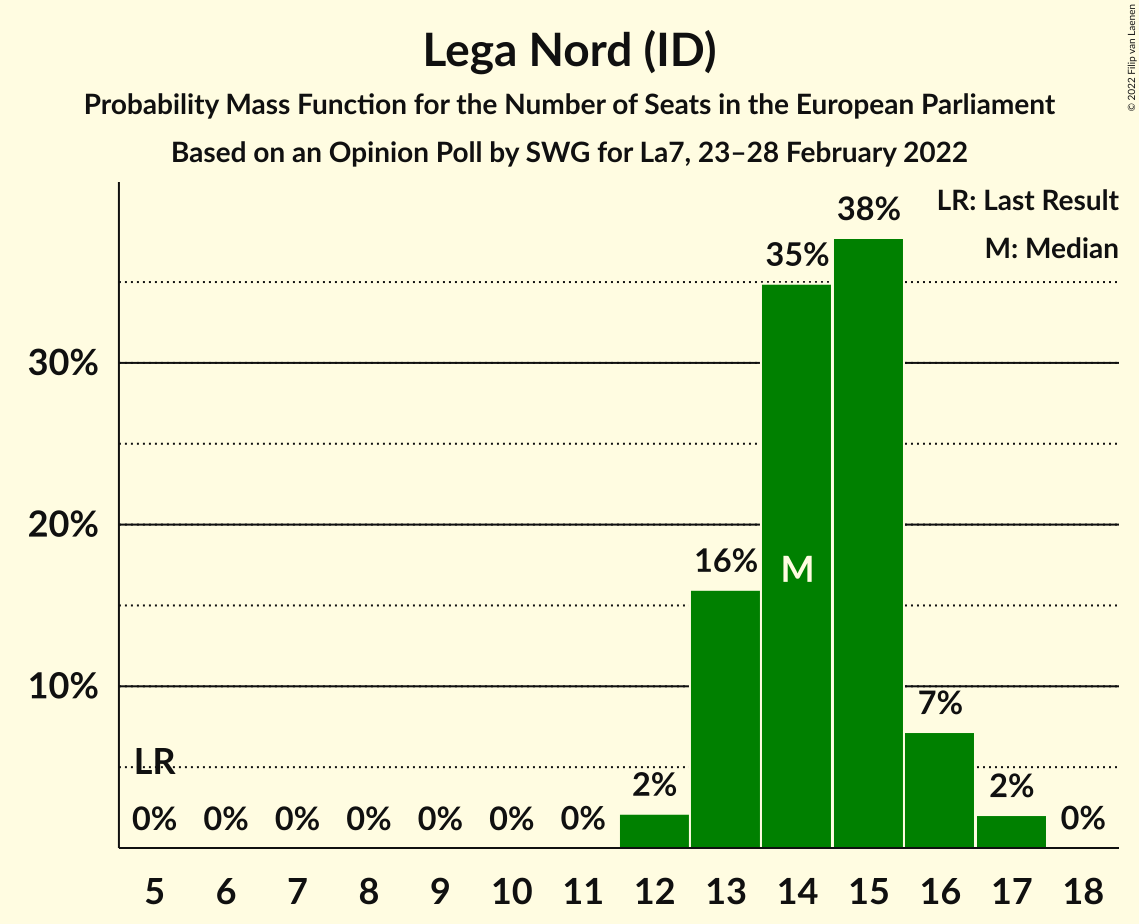 Lega Nord (ID)
Probability Mass Function for the Number of Seats in the European Parliament
Based on an Opinion Poll by SWG for La7, 23–28 February 2022
© 2022 Filip van Laenen
LR: Last Result
M: Median
38%
35%
30%
20%
16%
M
10%
7%
LR
2%
2%
0% 0% 0% 0% 0% 0% 0% 0%
5 6 7 8 9 10 11 12 13 14 15 16 17 18